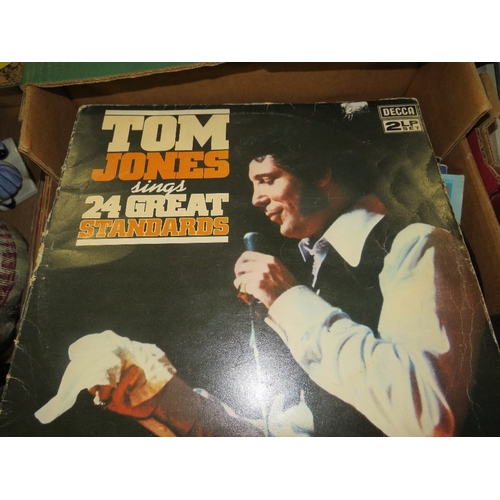 TOM
JONES
sings
24 GREAT
STANDARDS
DECCA
2LP
SET